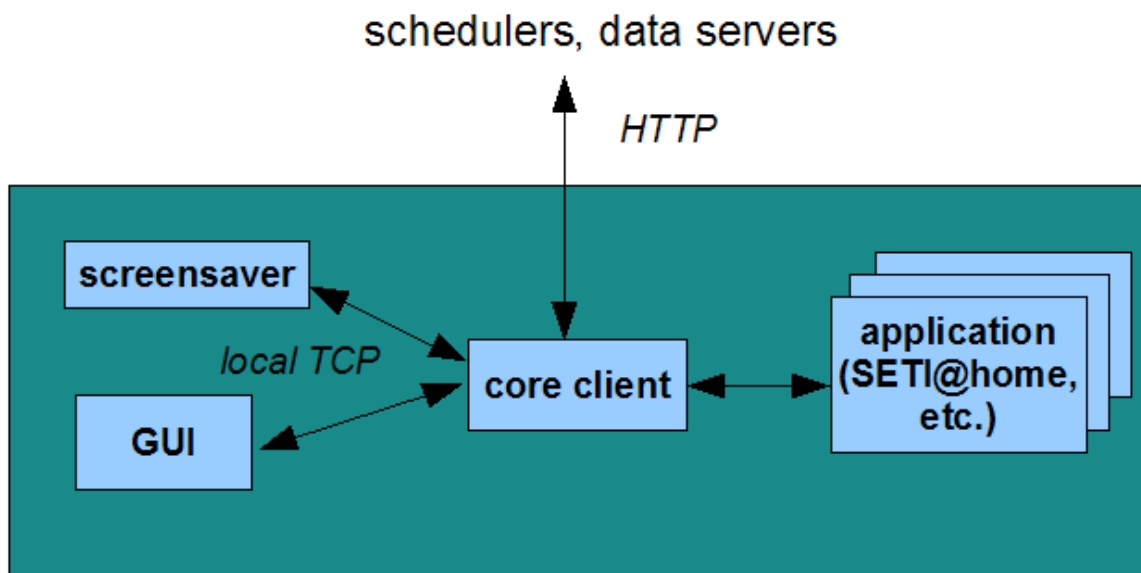 schedulers, data servers
HTTP
screensaver
local TCP
GUI
core client
application
(SETI@home,
etc.)